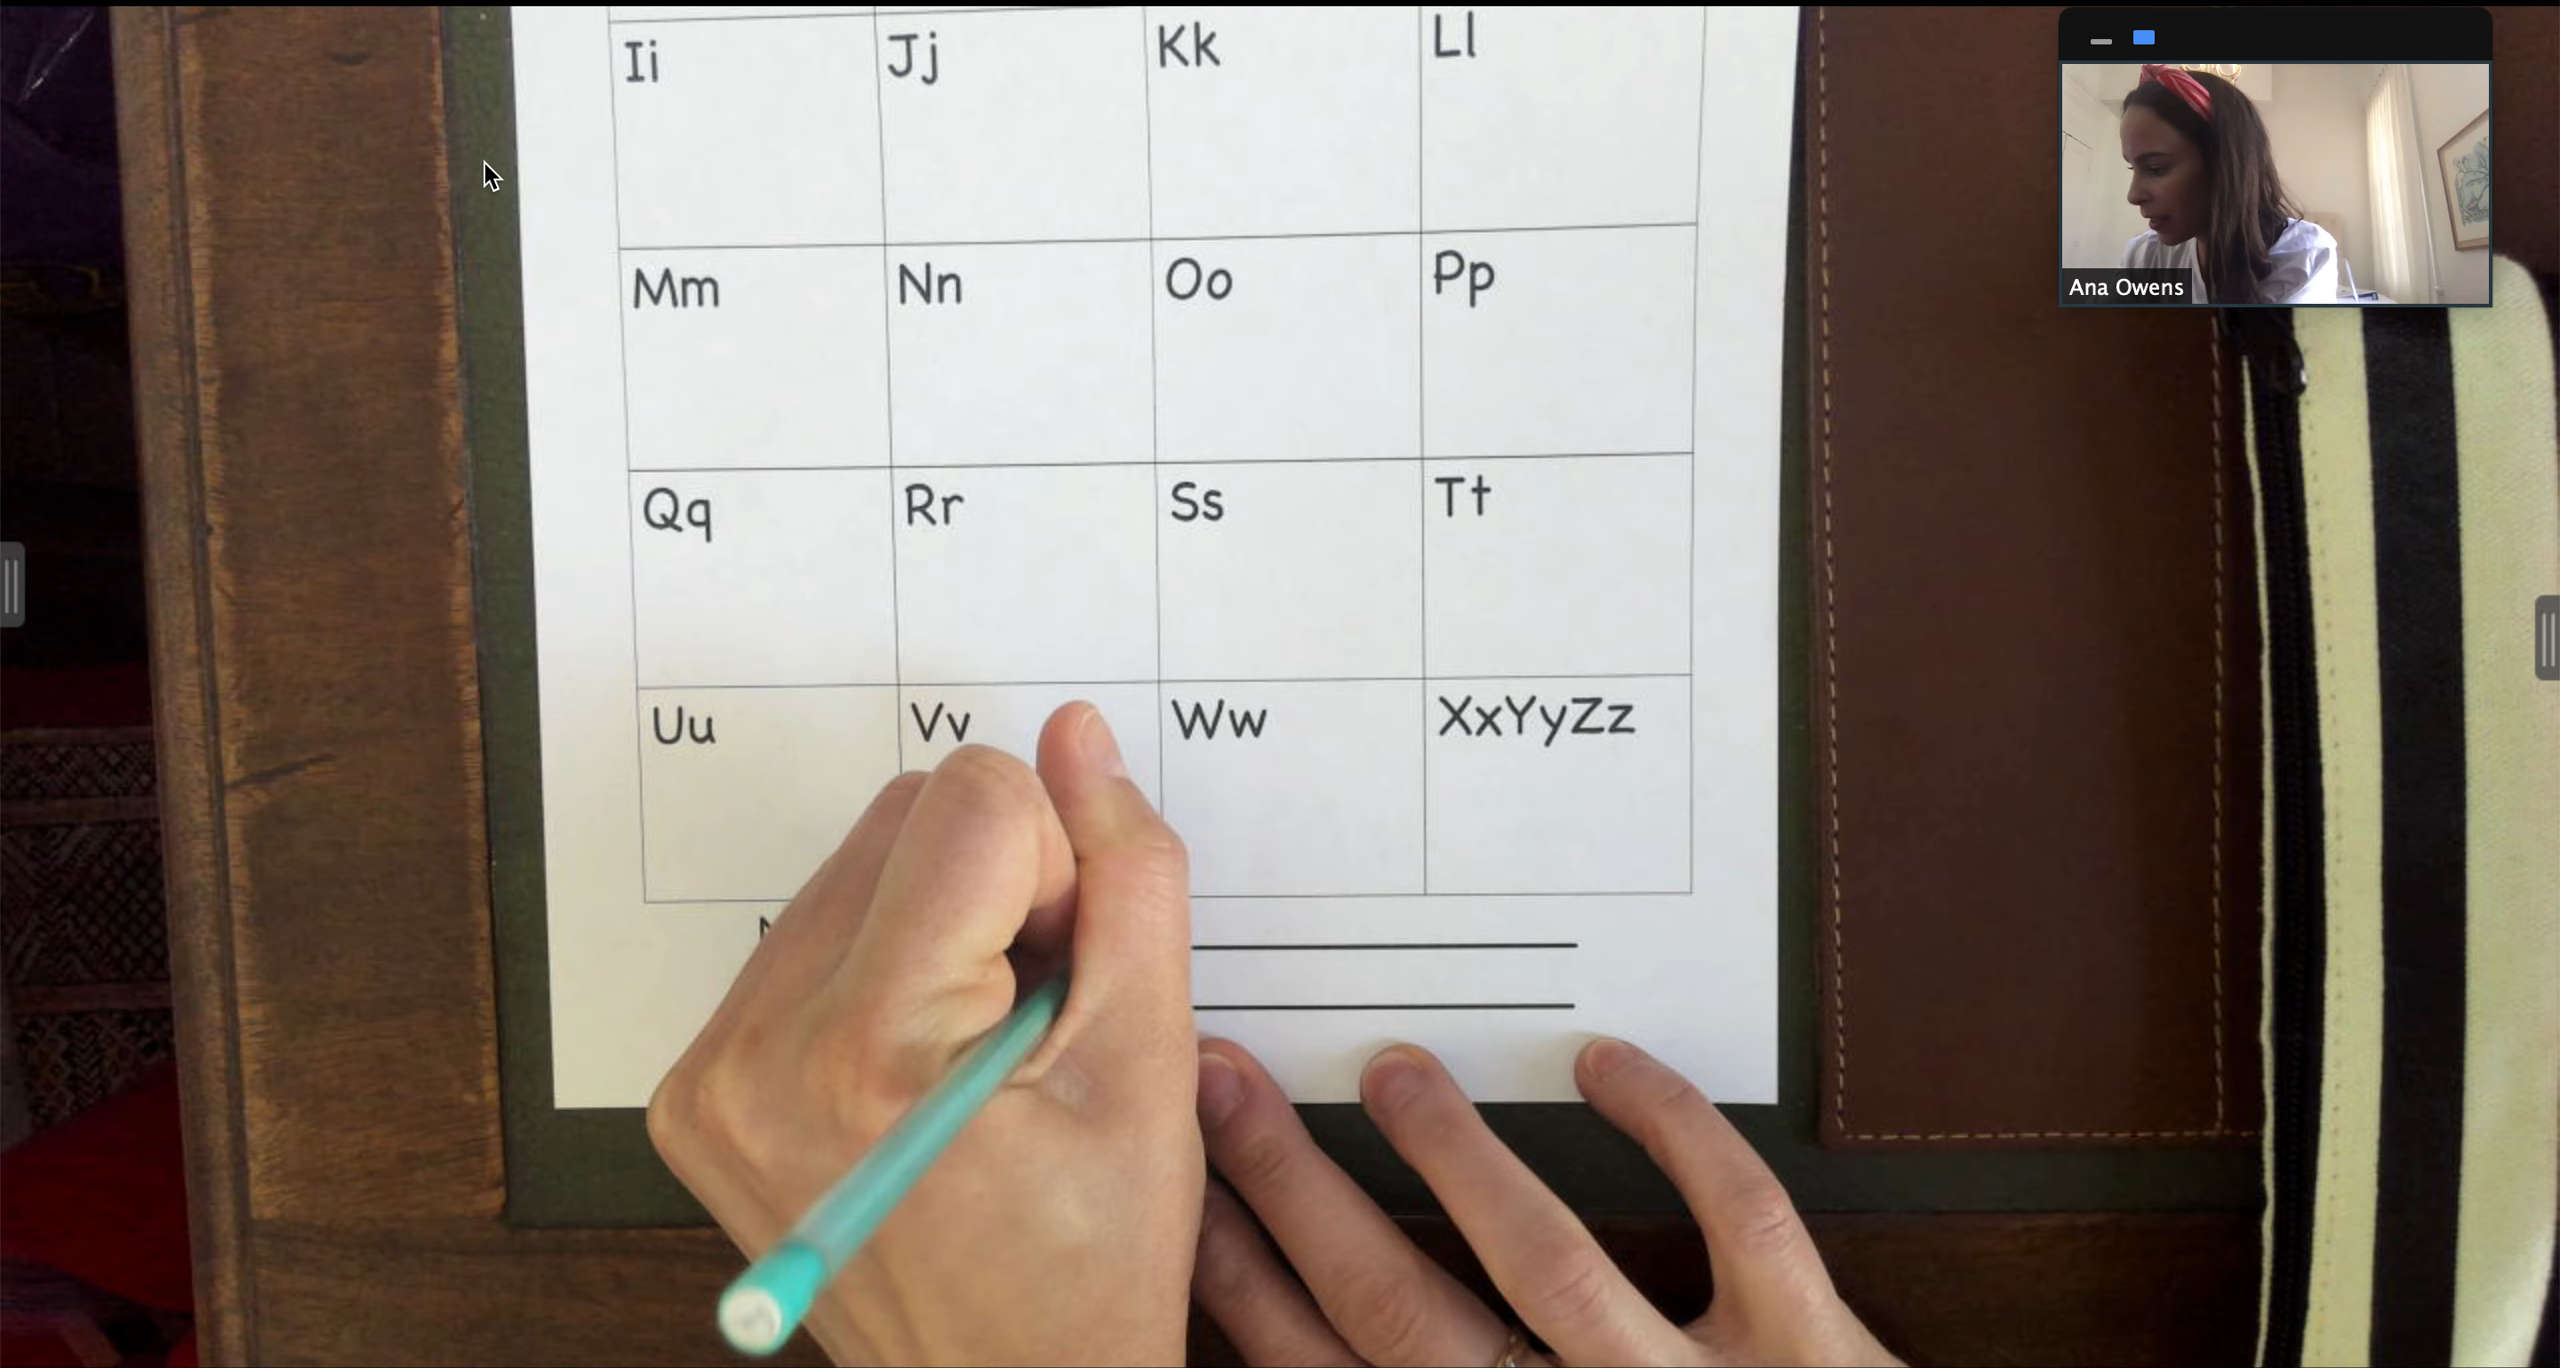 Ii Jj Kk Ll
Mm Nn Oo Pp
Qq Rr Ss Tt
Uu Vv Ww XxYyZz
Ana Owens